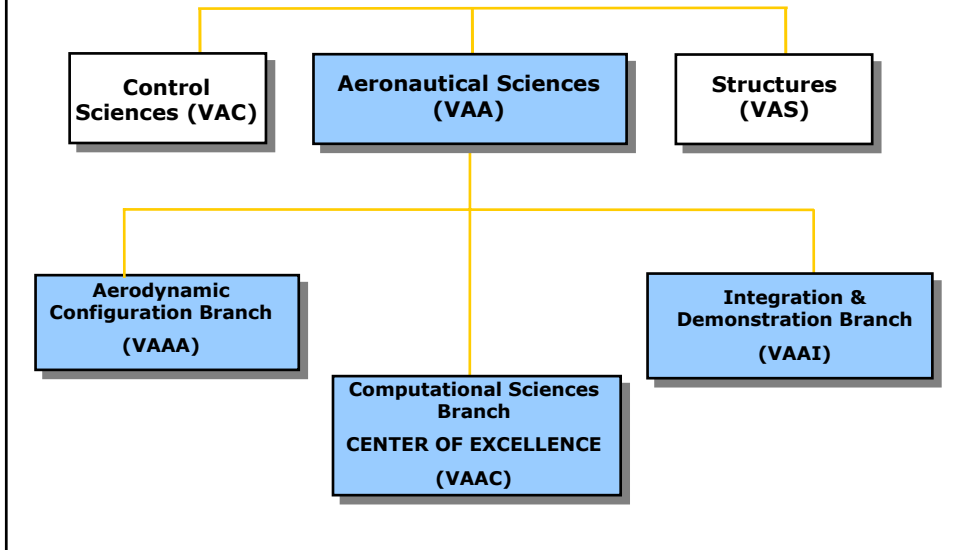 Control
Sciences (VAC)
Aeronautical Sciences
(VAA)
Structures
(VAS)
Aerodynamic
Configuration Branch
(VAAA)
Computational Sciences
Branch
CENTER OF EXCELLENCE
(VAAC)
Integration &
Demonstration Branch
(VAAI)